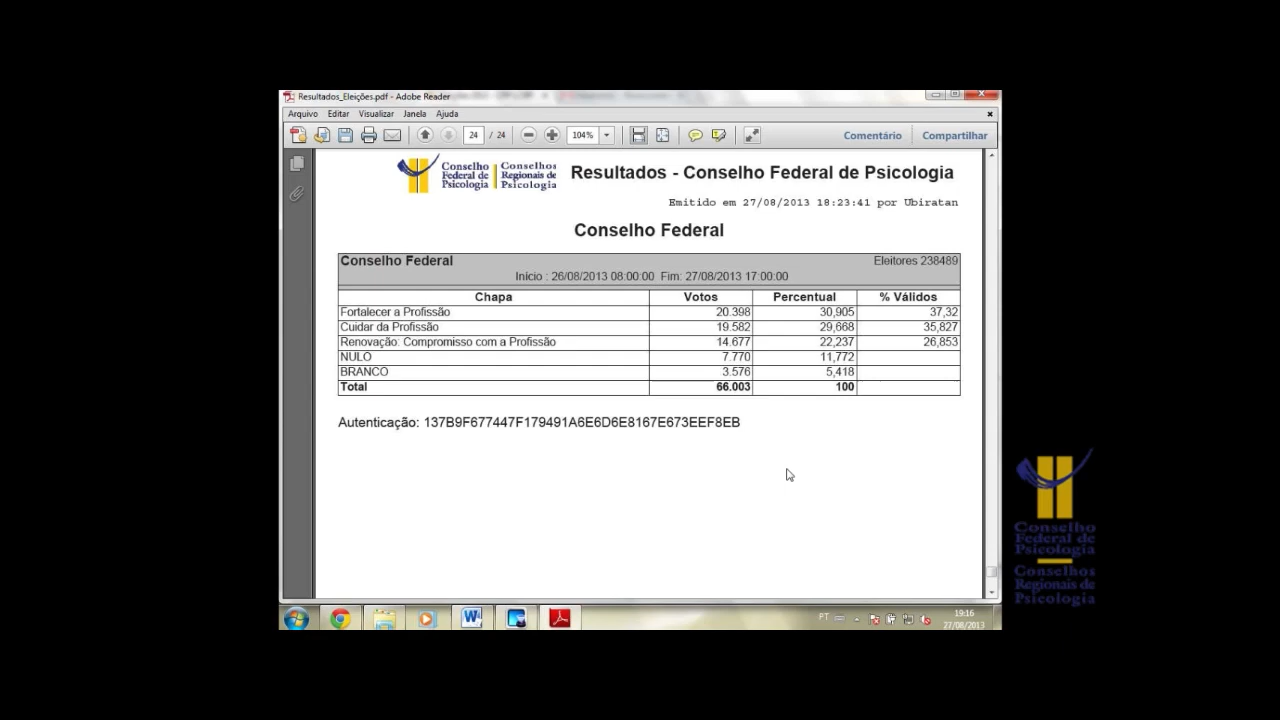 Resultados_Eleições.pdf - Adobe Reader
Arquivo Editar Visualizar Janela Ajuda
24 / 24 104% Comentário Compartilhar
Conselho Federal de Psicologia Conselhos Regionais de Psicologia
Resultados - Conselho Federal de Psicologia
Emitido em 27/08/2013 18:23:41 por Ubiratan
Conselho Federal
Conselho Federal Eleitores 238489
Início : 26/08/2013 08:00:00 Fim: 27/08/2013 17:00:00
Chapa Votos Percentual % Válidos
Fortalecer a Profissão 20.398 30,905 37,32
Cuidar da Profissão 19.582 29,668 35,827
Renovação: Compromisso com a Profissão 14.677 22,237 26,853
NULO 7.770 11,772
BRANCO 3.576 5,418
Total 66.003 100
Autenticação: 137B9F677447F179491A6E6D6E8167E673EEF8EB
Conselho
Federal de
Psicologia
Conselhos
Regionais de
Psicologia
PT 19:16
27/08/2013